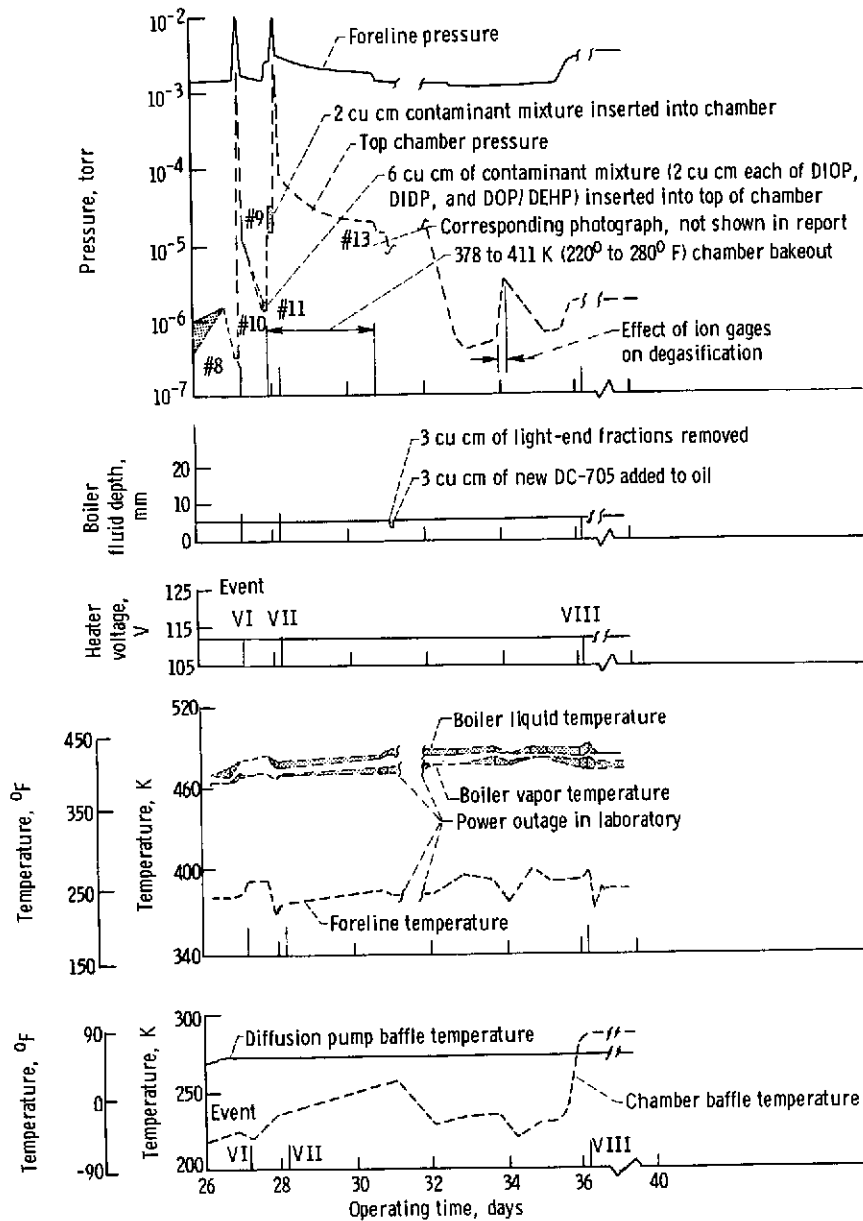 10-2
Foreline pressure
10-3
2 cu cm contaminant mixture inserted into chamber
Top chamber pressure
10-4
6 cu cm of contaminant mixture (2 cu cm each of DIOP,
DIDP, and DOP/DEHP) inserted into top of chamber
#9
Corresponding photograph, not shown in report
#13
10-5
378 to 411 K (220° to 280° F) chamber bakeout
#11
#10
10-6
Effect of ion gages
on degasification
#8
10-7
Pressure, torr
3 cu cm of light-end fractions removed
3 cu cm of new DC-705 added to oil
20
10
0
Boiler
fluid depth,
mm
125
Event
VI
VII
VIII
115
105
Heater
voltage,
V
520
450
Boiler liquid temperature
460
Boiler vapor temperature
350
Power outage in laboratory
400
250
Foreline temperature
340
150
Temperature, °F
Temperature, K
300
90
Diffusion pump baffle temperature
250
0
Event
Chamber baffle temperature
VI
VII
VIII
-90
200
Temperature, °F
Temperature, K
26 28 30 32 34 36 38 40
Operating time, days